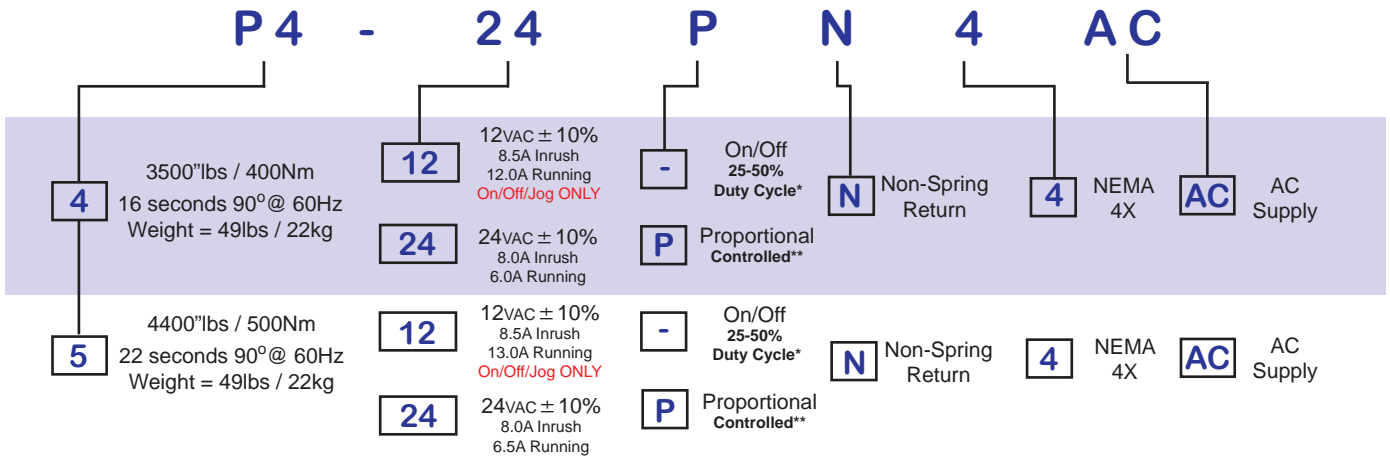 P4 - 24 P N 4 AC
4
3500"lbs / 400Nm
16 seconds 90°@ 60Hz
Weight = 49lbs / 22kg
12
12VAC ± 10%
8.5A Inrush
12.0A Running
On/Off/Jog ONLY
24
24VAC ± 10%
8.0A Inrush
6.0A Running
-
On/Off
25-50%
Duty Cycle*
P
Proportional
Controlled**
N
Non-Spring
Return
4
NEMA
4X
AC
AC
Supply
5
4400"lbs / 500Nm
22 seconds 90°@ 60Hz
Weight = 49lbs / 22kg
12
12VAC ± 10%
8.5A Inrush
13.0A Running
On/Off/Jog ONLY
24
24VAC ± 10%
8.0A Inrush
6.5A Running
-
On/Off
25-50%
Duty Cycle*
P
Proportional
Controlled**
N
Non-Spring
Return
4
NEMA
4X
AC
AC
Supply